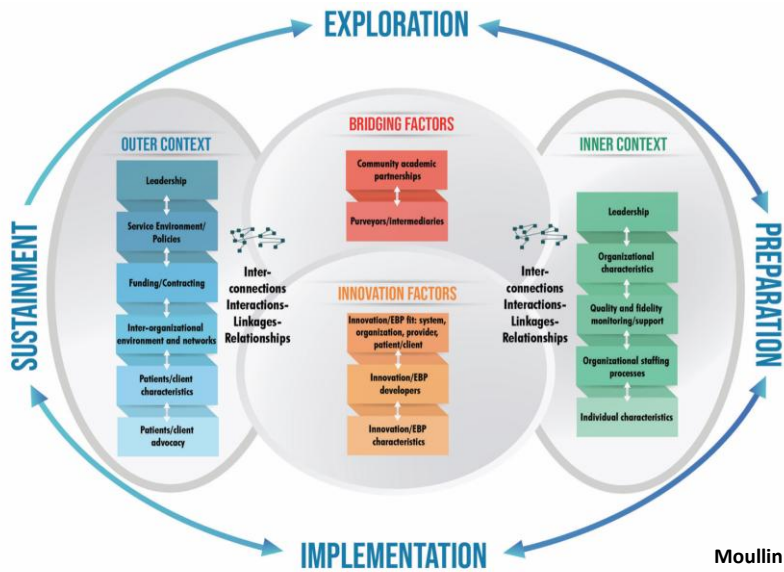 EXPLORATION
SUSTAINMENT
PREPARATION
IMPLEMENTATION
OUTER CONTEXT
Leadership
Service Environment/
Policies
Funding/Contracting
Inter-organizational
environment and networks
Patients/client
characteristics
Patients/client
advocacy
Inter-
connections
Interactions-
Linkages-
Relationships
BRIDGING FACTORS
Community academic
partnerships
Purveyors/Intermediaries
INNOVATION FACTORS
Innovation/EBP fit: system,
organization, provider,
patient/client
Innovation/EBP
developers
Innovation/EBP
characteristics
Inter-
connections
Interactions-
Linkages-
Relationships
INNER CONTEXT
Leadership
Organizational
characteristics
Quality and fidelity
monitoring/support
Organizational staffing
processes
Individual characteristics
Moullin